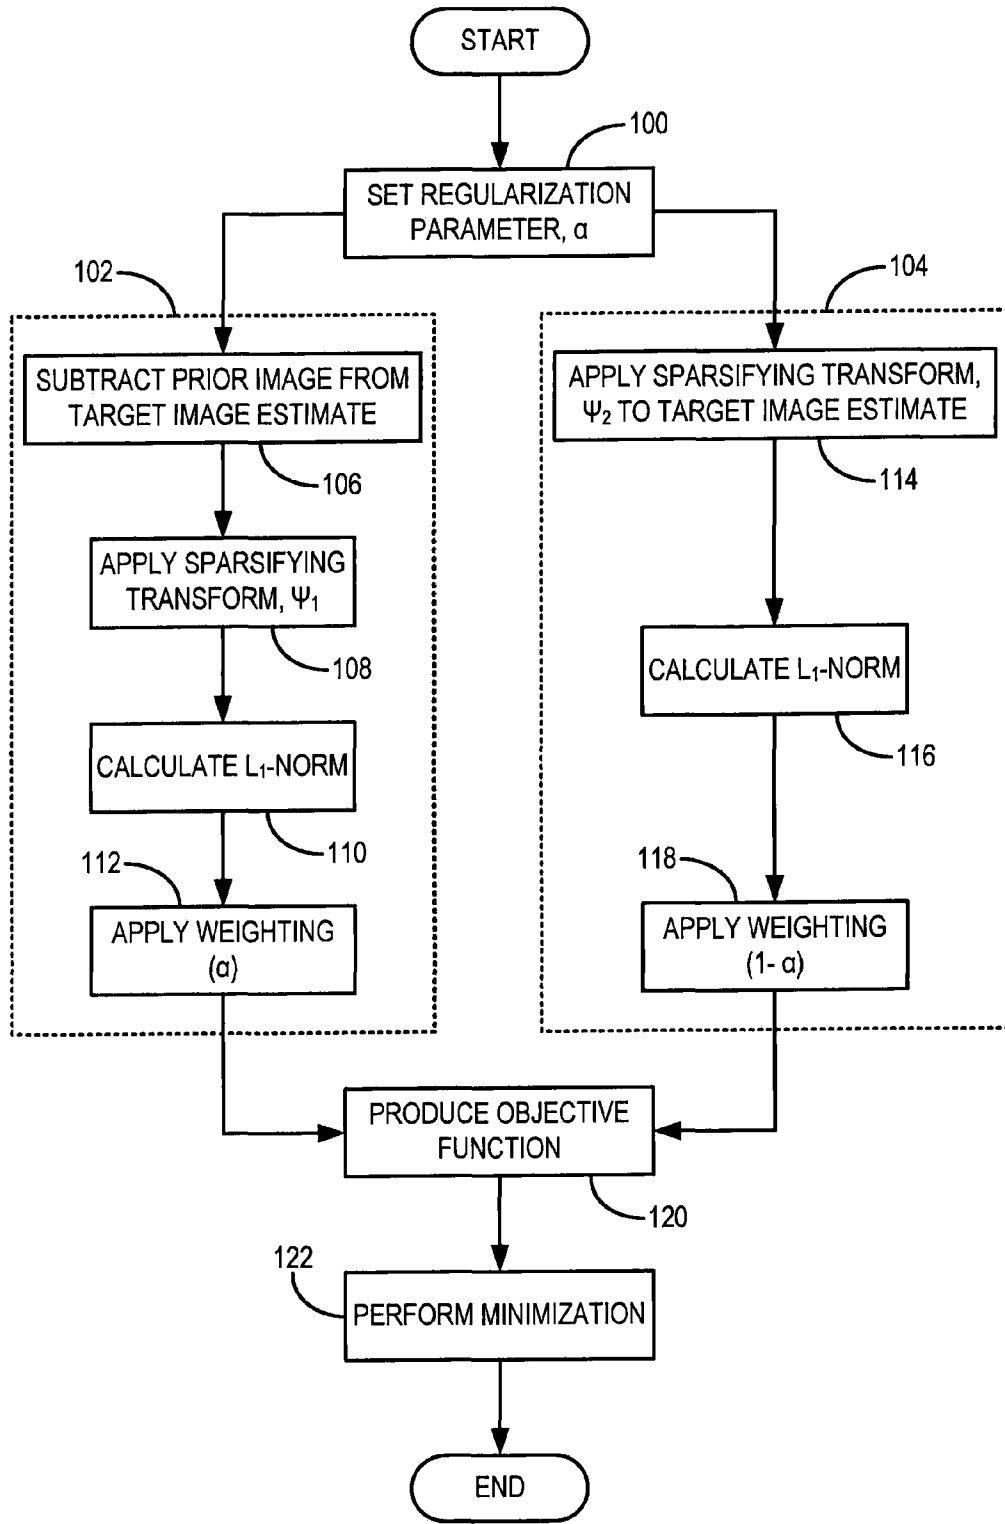 START
100
SET REGULARIZATION
PARAMETER, α
102
104
SUBTRACT PRIOR IMAGE FROM
TARGET IMAGE ESTIMATE
106
APPLY SPARSIFYING TRANSFORM,
Ψ₂ TO TARGET IMAGE ESTIMATE
114
APPLY SPARSIFYING
TRANSFORM, Ψ₁
108
CALCULATE L₁-NORM
116
CALCULATE L₁-NORM
110
112
APPLY WEIGHTING
(α)
118
APPLY WEIGHTING
(1- α)
PRODUCE OBJECTIVE
FUNCTION
120
122
PERFORM MINIMIZATION
END